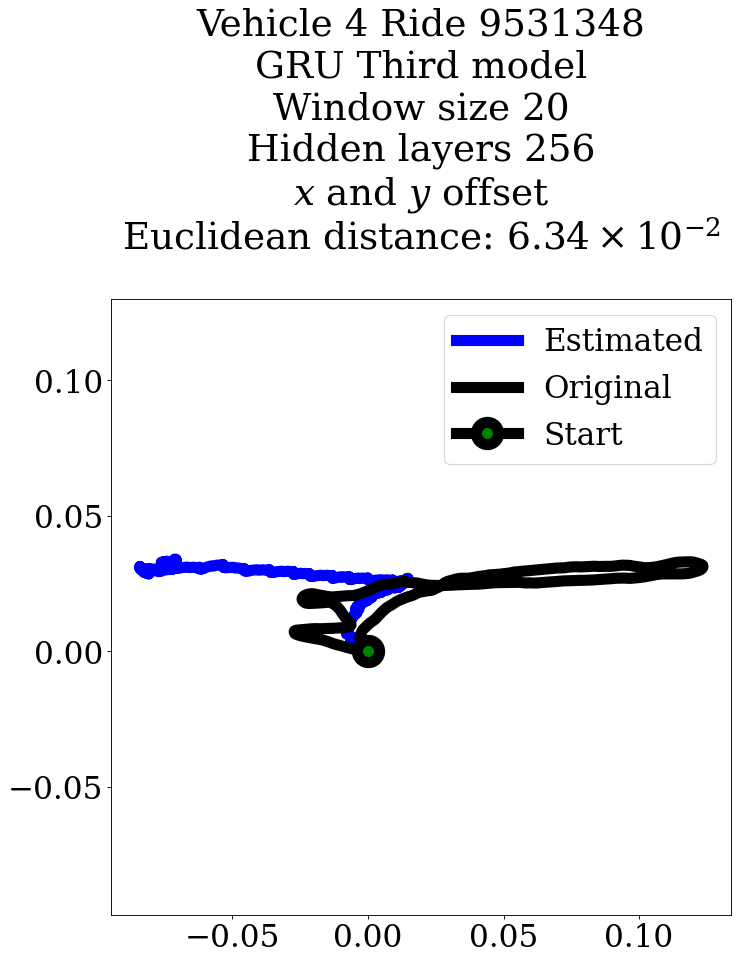 Vehicle 4 Ride 9531348
GRU Third model
Window size 20
Hidden layers 256
x and y offset
Euclidean distance: 6.34 × 10⁻²
Estimated
Original
Start
0.10
0.05
0.00
−0.05
−0.05 0.00 0.05 0.10